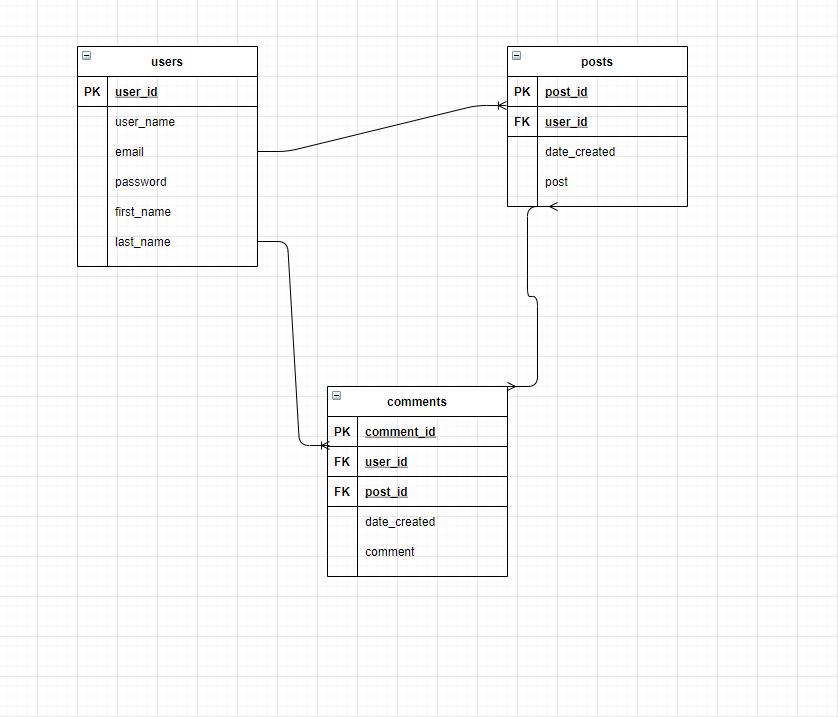 users
PK user_id
user_name
email
password
first_name
last_name
posts
PK post_id
FK user_id
date_created
post
comments
PK comment_id
FK user_id
FK post_id
date_created
comment